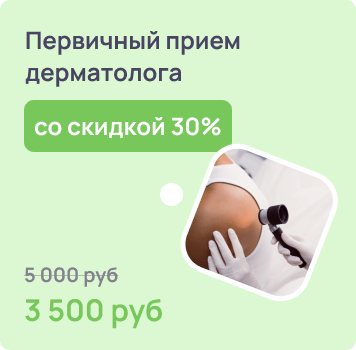 Первичный прием
дерматолога
со скидкой 30%
5 000 руб
3 500 руб